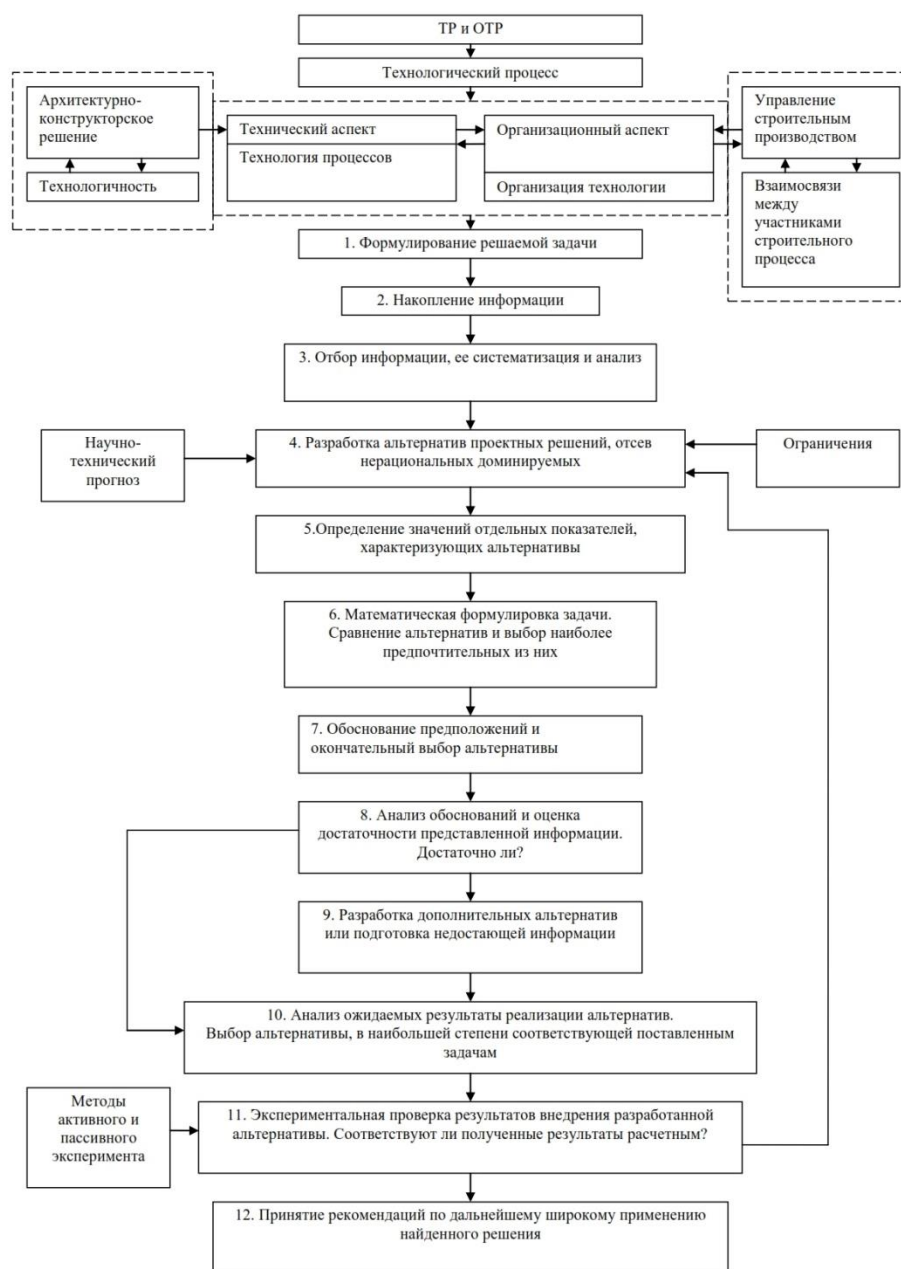 ТР и ОТР
Технологический процесс
Архитектурно-
конструкторское
решение
Технологичность
Технический аспект
Технология процессов
Организационный аспект
Организация технологии
Управление
строительным
производством
Взаимосвязи
между
участниками
строительного
процесса
1. Формулирование решаемой задачи
2. Накопление информации
3. Отбор информации, ее систематизация и анализ
Научно-
технический
прогноз
4. Разработка альтернатив проектных решений, отсев
нерациональных доминируемых
Ограничения
5.Определение значений отдельных показателей,
характеризующих альтернативы
6. Математическая формулировка задачи.
Сравнение альтернатив и выбор наиболее
предпочтительных из них
7. Обоснование предположений и
окончательный выбор альтернативы
8. Анализ обоснований и оценка
достаточности представленной информации.
Достаточно ли?
9. Разработка дополнительных альтернатив
или подготовка недостающей информации
10. Анализ ожидаемых результаты реализации альтернатив.
Выбор альтернативы, в наибольшей степени соответствующей поставленным
задачам
Методы
активного и
пассивного
эксперимента
11. Экспериментальная проверка результатов внедрения разработанной
альтернативы. Соответствуют ли полученные результаты расчетным?
12. Принятие рекомендаций по дальнейшему широкому применению
найденного решения